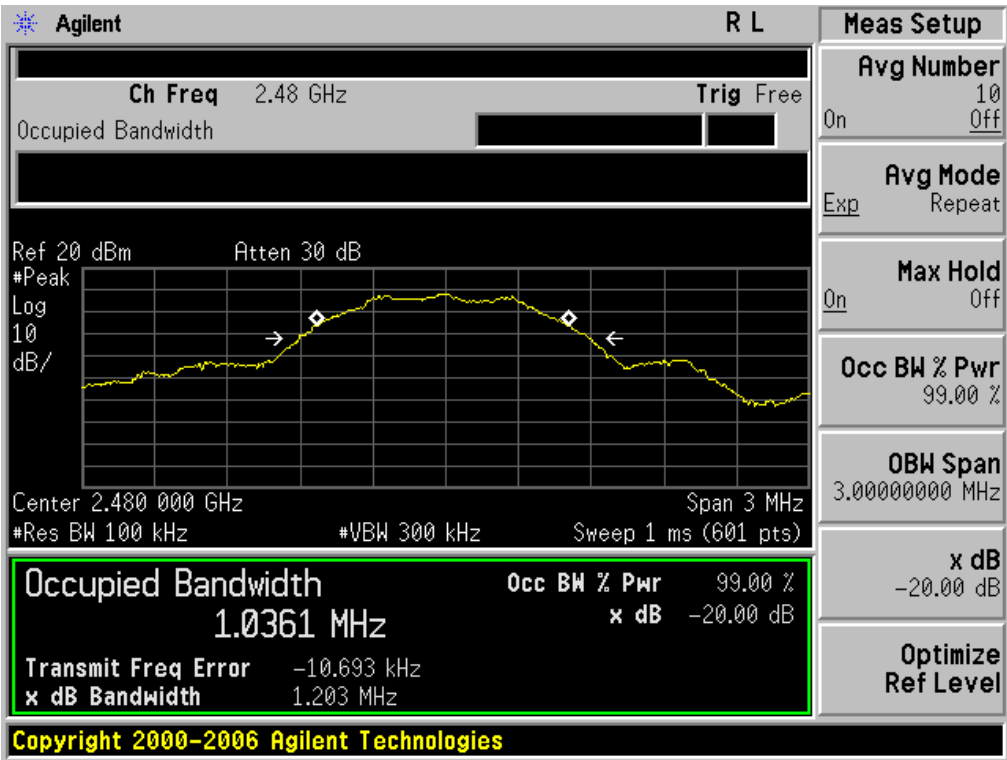 Agilent R L
Ch Freq 2.48 GHz Trig Free
Occupied Bandwidth
Ref 20 dBm Atten 30 dB
#Peak
Log
10
dB/
Center 2.480 000 GHz Span 3 MHz
#Res BW 100 kHz #VBW 300 kHz Sweep 1 ms (601 pts)
Occupied Bandwidth Occ BW % Pwr 99.00 %
1.0361 MHz x dB -20.00 dB
Transmit Freq Error -10.693 kHz
x dB Bandwidth 1.203 MHz
Copyright 2000-2006 Agilent Technologies
Meas Setup
Avg Number
10
On Off
Avg Mode
Exp Repeat
Max Hold
On Off
Occ BW % Pwr
99.00 %
OBW Span
3.00000000 MHz
x dB
-20.00 dB
Optimize
Ref Level